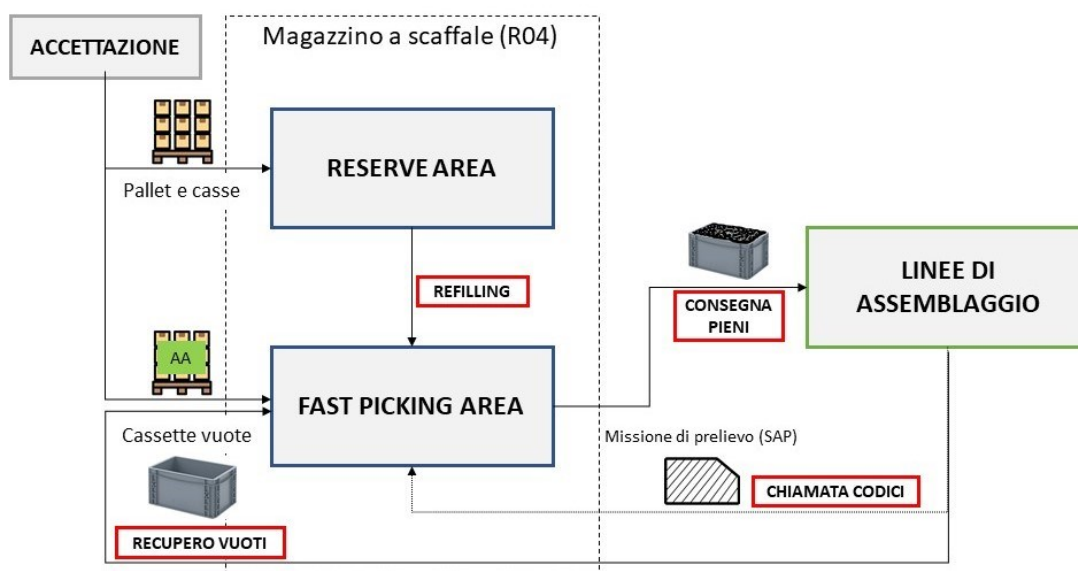 ACCETTAZIONE
Magazzino a scaffale (R04)
RESERVE AREA
Pallet e casse
REFILLING
CONSEGNA
PIENI
LINEE DI
ASSEMBLAGGIO
AA
FAST PICKING AREA
Cassette vuote
Missione di prelievo (SAP)
CHIAMATA CODICI
RECUPERO VUOTI